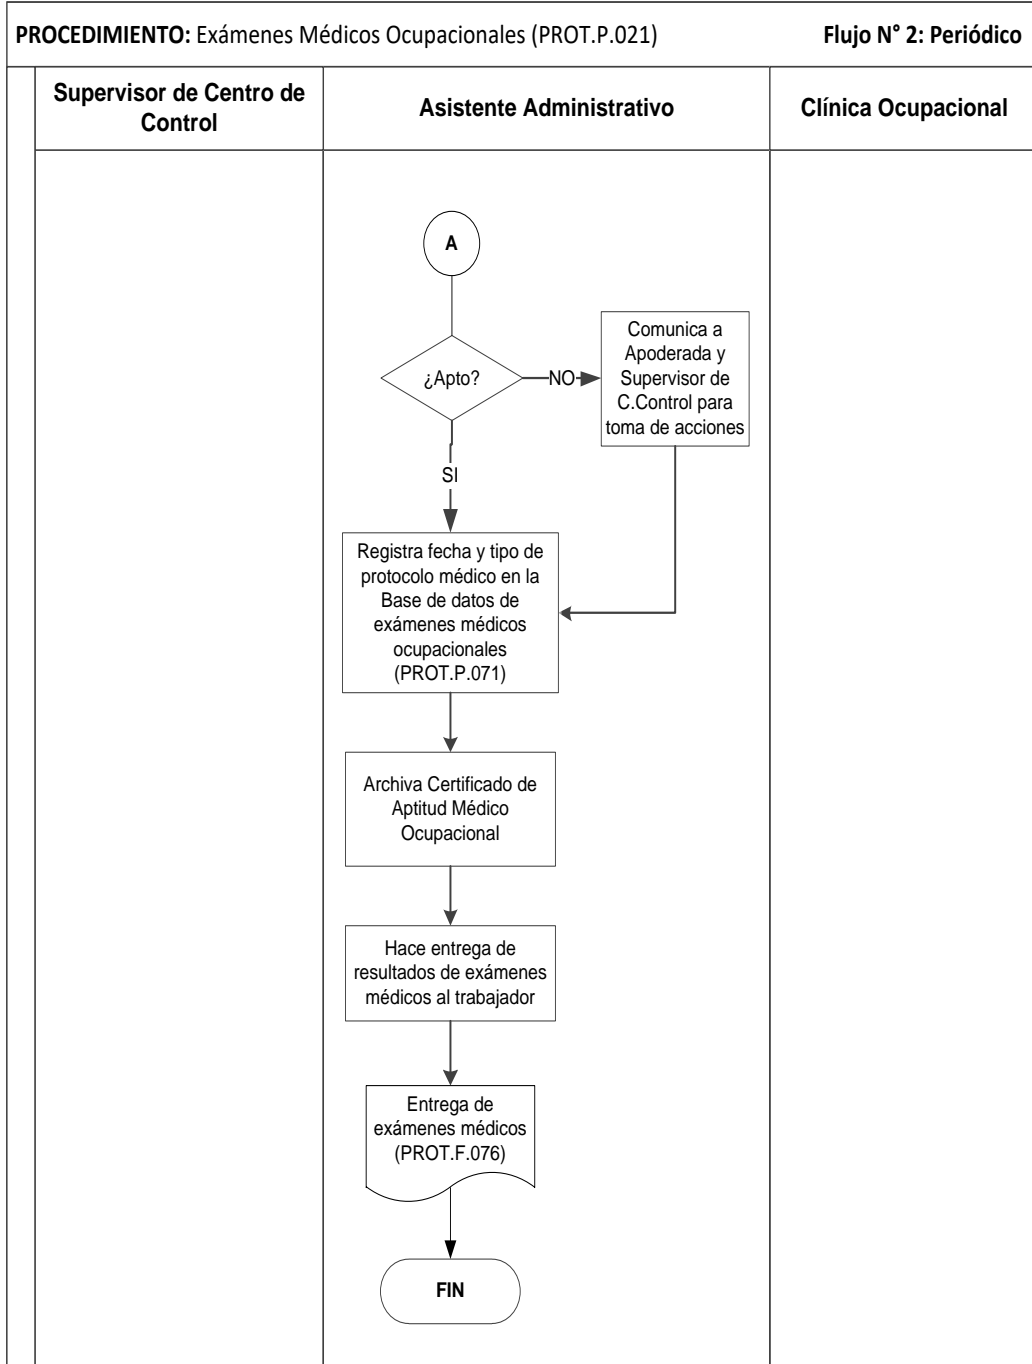 PROCEDIMIENTO: Exámenes Médicos Ocupacionales (PROT.P.021) Flujo N° 2: Periódico
Supervisor de Centro de
Control
Asistente Administrativo
Clínica Ocupacional
A
¿Apto?
NO
Comunica a
Apoderada y
Supervisor de
C.Control para
toma de acciones
SI
Registra fecha y tipo de
protocolo médico en la
Base de datos de
exámenes médicos
ocupacionales
(PROT.P.071)
Archiva Certificado de
Aptitud Médico
Ocupacional
Hace entrega de
resultados de exámenes
médicos al trabajador
Entrega de
exámenes médicos
(PROT.F.076)
FIN